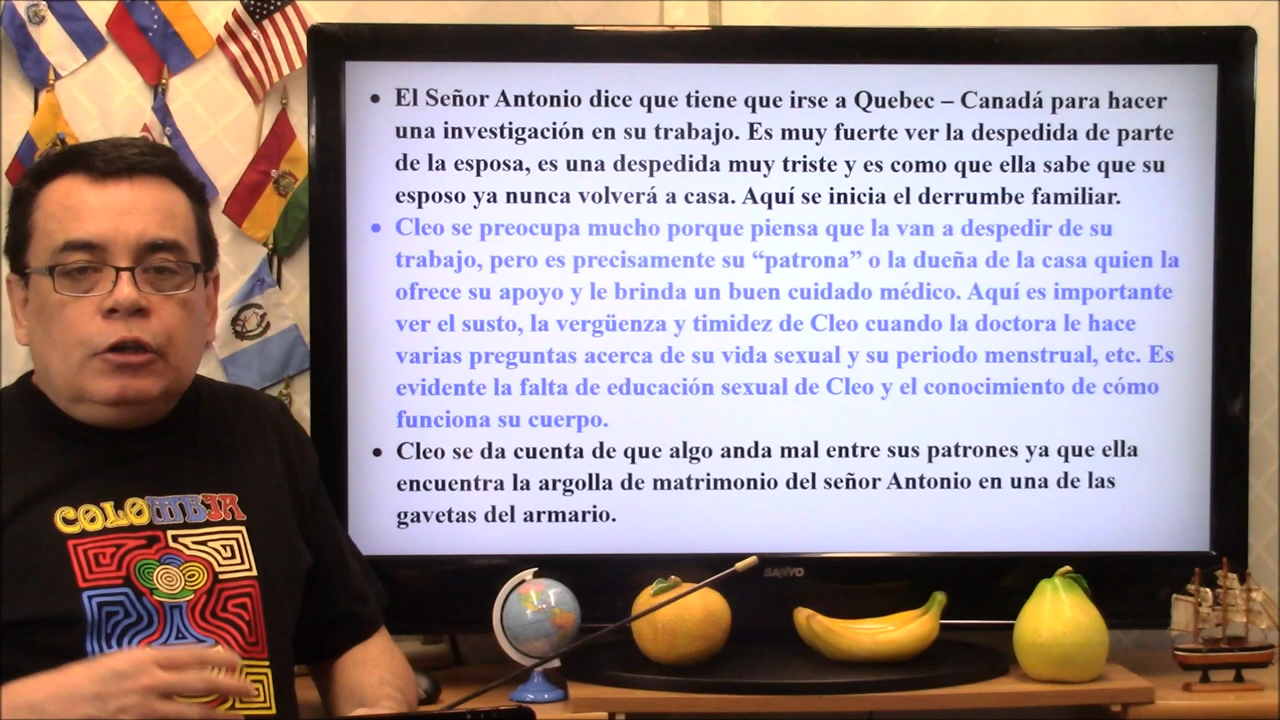 • El Señor Antonio dice que tiene que irse a Quebec – Canadá para hacer
una investigación en su trabajo. Es muy fuerte ver la despedida de parte
de la esposa, es una despedida muy triste y es como que ella sabe que su
esposo ya nunca volverá a casa. Aquí se inicia el derrumbe familiar.
• Cleo se preocupa mucho porque piensa que la van a despedir de su
trabajo, pero es precisamente su “patrona” o la dueña de la casa quien la
ofrece su apoyo y le brinda un buen cuidado médico. Aquí es importante
ver el susto, la vergüenza y timidez de Cleo cuando la doctora le hace
varias preguntas acerca de su vida sexual y su periodo menstrual, etc. Es
evidente la falta de educación sexual de Cleo y el conocimiento de cómo
funciona su cuerpo.
• Cleo se da cuenta de que algo anda mal entre sus patrones ya que ella
encuentra la argolla de matrimonio del señor Antonio en una de las
gavetas del armario.
SANYO
COLOMBIA